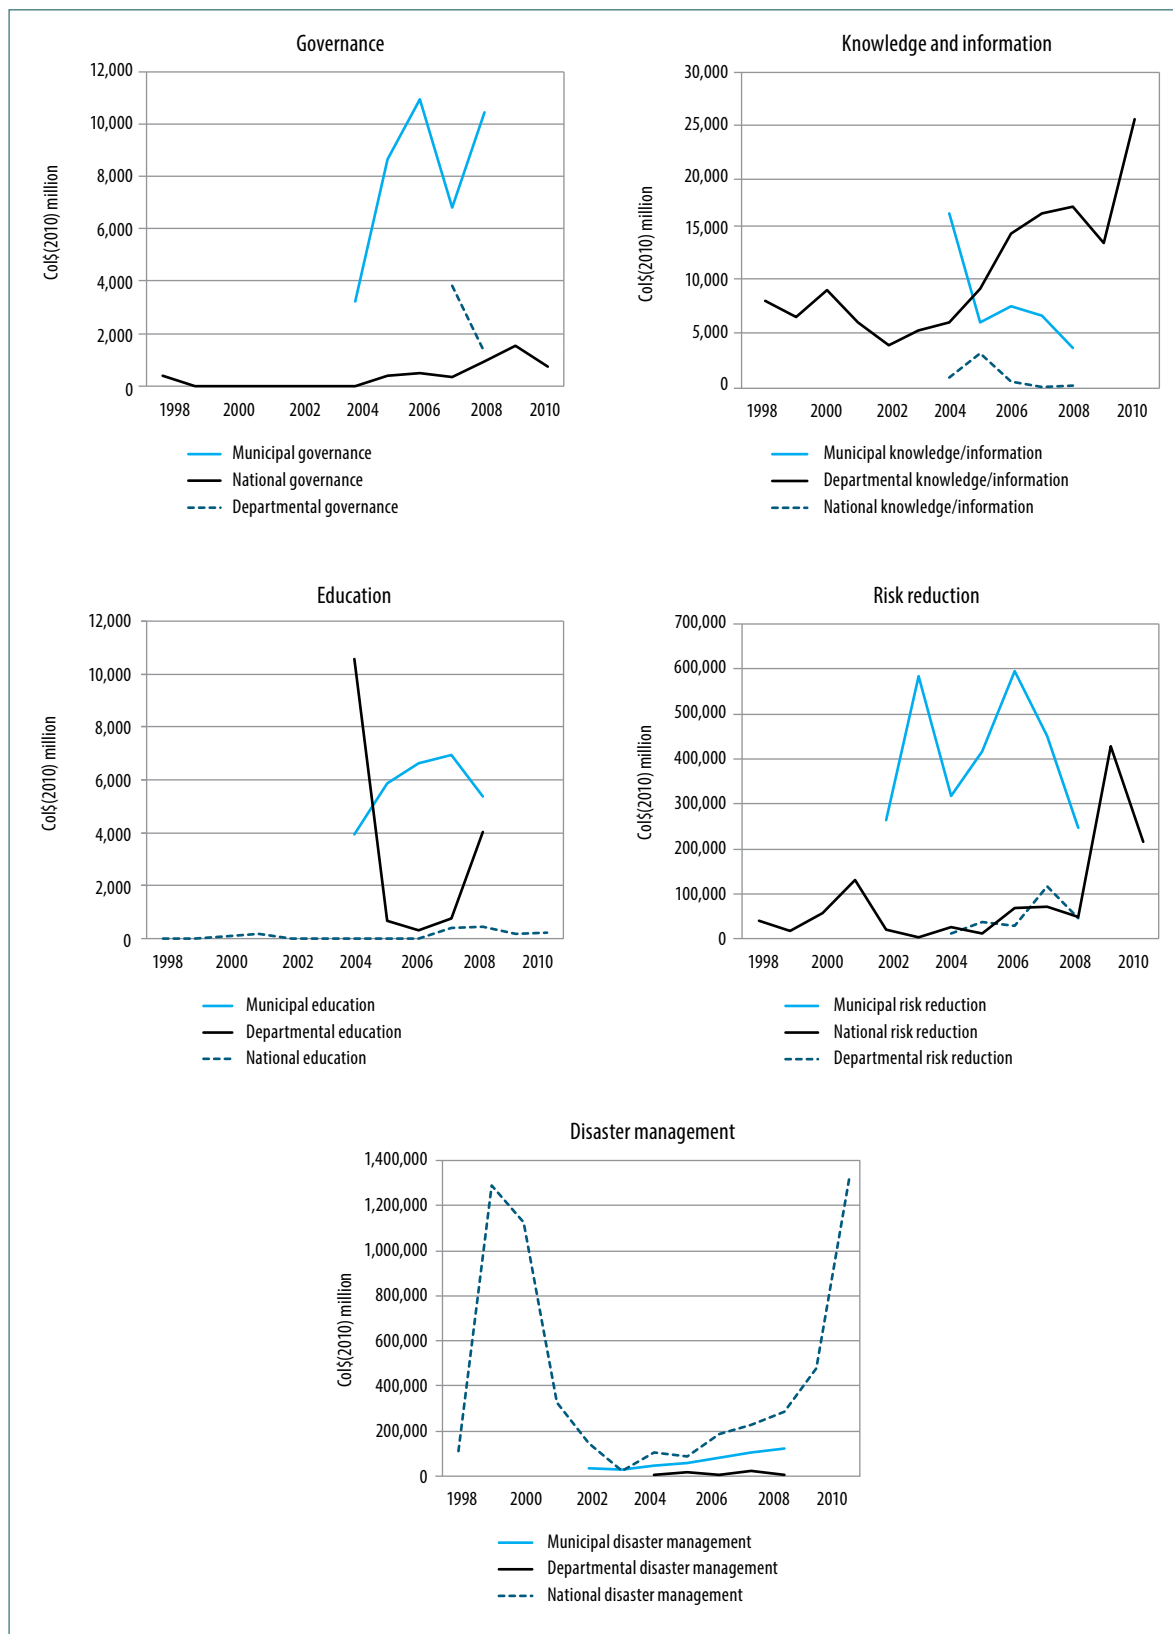 Governance
12,000
10,000
8,000
6,000
4,000
2,000
0
Col$(2010) million
1998 2000 2002 2004 2006 2008 2010
Municipal governance
National governance
Departmental governance
Knowledge and information
30,000
25,000
20,000
15,000
10,000
5,000
0
Col$(2010) million
1998 2000 2002 2004 2006 2008 2010
Municipal knowledge/information
Departmental knowledge/information
National knowledge/information
Education
12,000
10,000
8,000
6,000
4,000
2,000
0
Col$(2010) million
1998 2000 2002 2004 2006 2008 2010
Municipal education
Departmental education
National education
Risk reduction
700,000
600,000
500,000
400,000
300,000
200,000
100,000
0
Col$(2010) million
1998 2000 2002 2004 2006 2008 2010
Municipal risk reduction
National risk reduction
Departmental risk reduction
Disaster management
1,400,000
1,200,000
1,000,000
800,000
600,000
400,000
200,000
0
Col$(2010) million
1998 2000 2002 2004 2006 2008 2010
Municipal disaster management
Departmental disaster management
National disaster management